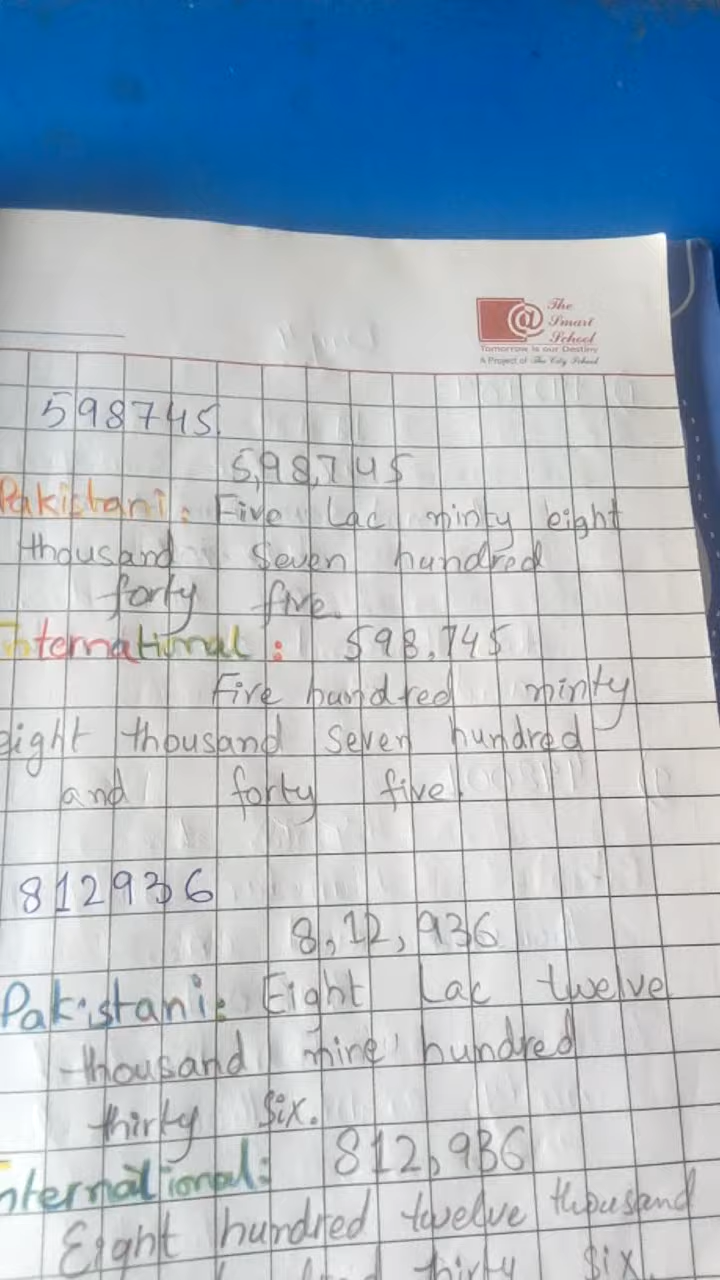 The
Smart
School
Tomorrow is our Destiny
A Project of The City School
598745.
5,98,745
Pakistani: Five Lac ninty eight
thousand seven hundred
forty five.
International: 598,745
Five hundred ninty
eight thousand seven hundred
and forty five.
812936
8,12,936
Pakistani: Eight Lac twelve
thousand nine hundred
thirty six.
International: 812,936
Eight hundred twelve thousand
thirty six